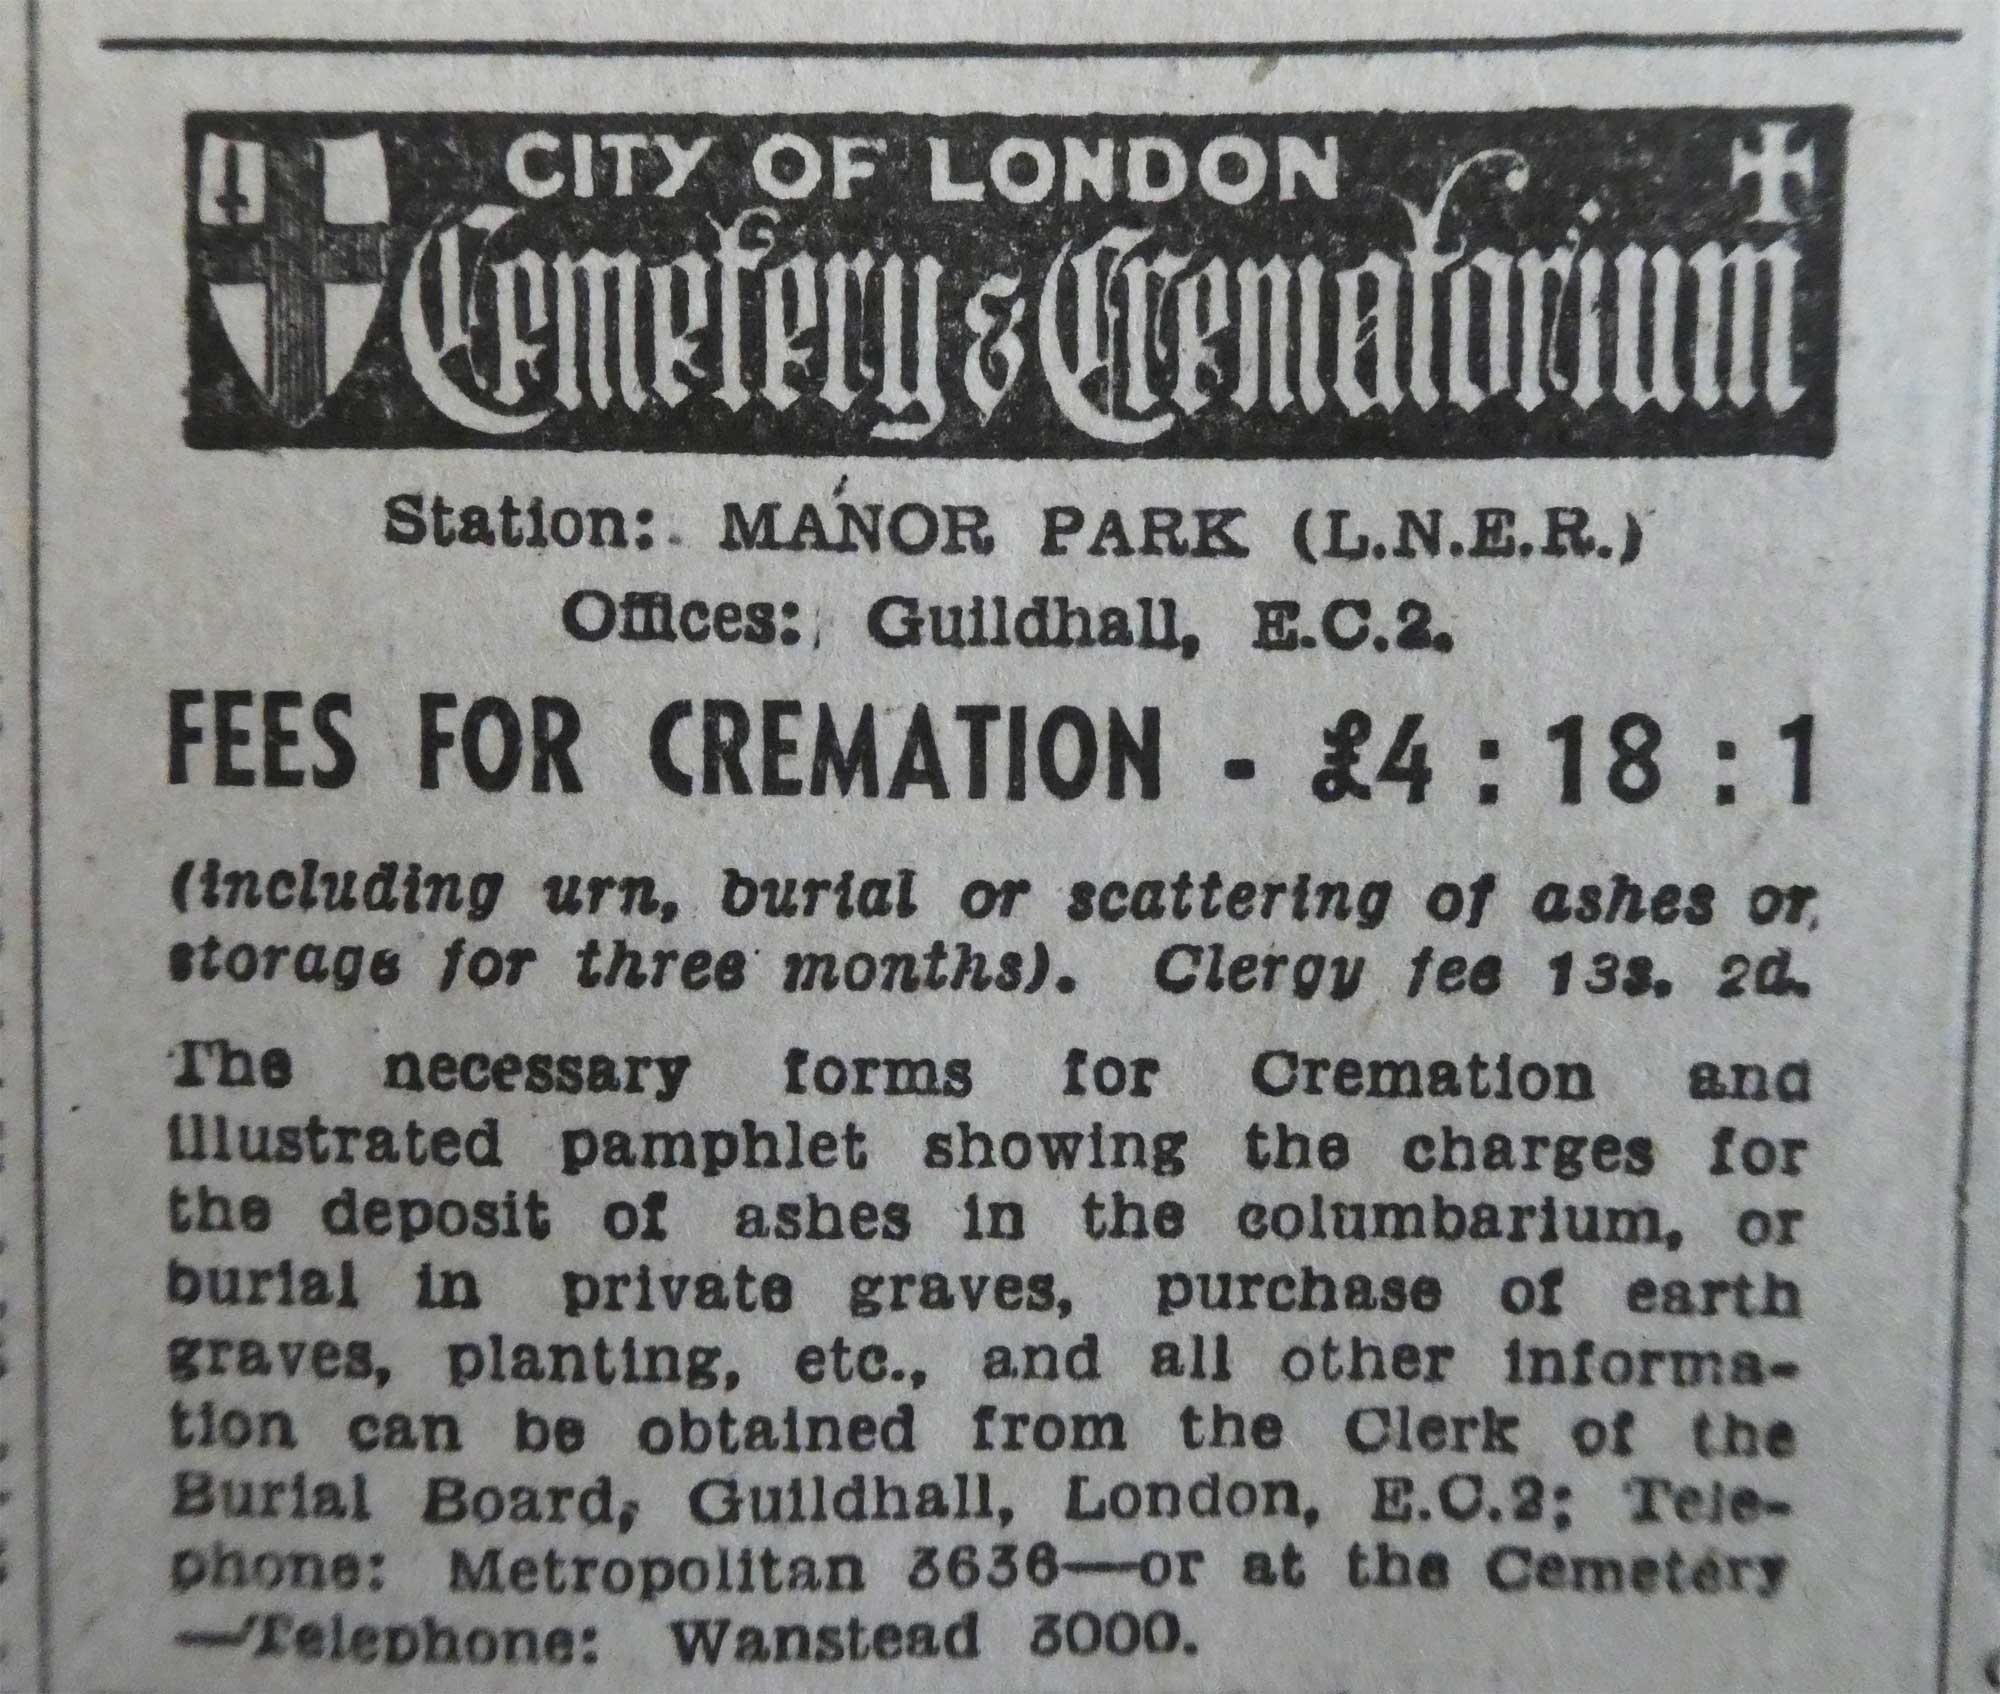 CITY OF LONDON
Cemetery & Crematorium
Station: MANOR PARK (L.N.E.R.)
Offices: Guildhall, E.C.2.
FEES FOR CREMATION - £4 : 18 : 1
(including urn, burial or scattering of ashes or
storage for three months). Clergy fee 13s. 2d.
The necessary forms for Cremation and
illustrated pamphlet showing the charges for
the deposit of ashes in the columbarium, or
burial in private graves, purchase of earth
graves, planting, etc., and all other informa-
tion can be obtained from the Clerk of the
Burial Board, Guildhall, London, E.C.2; Tele-
phone: Metropolitan 3636—or at the Cemetery
—Telephone: Wanstead 3000.